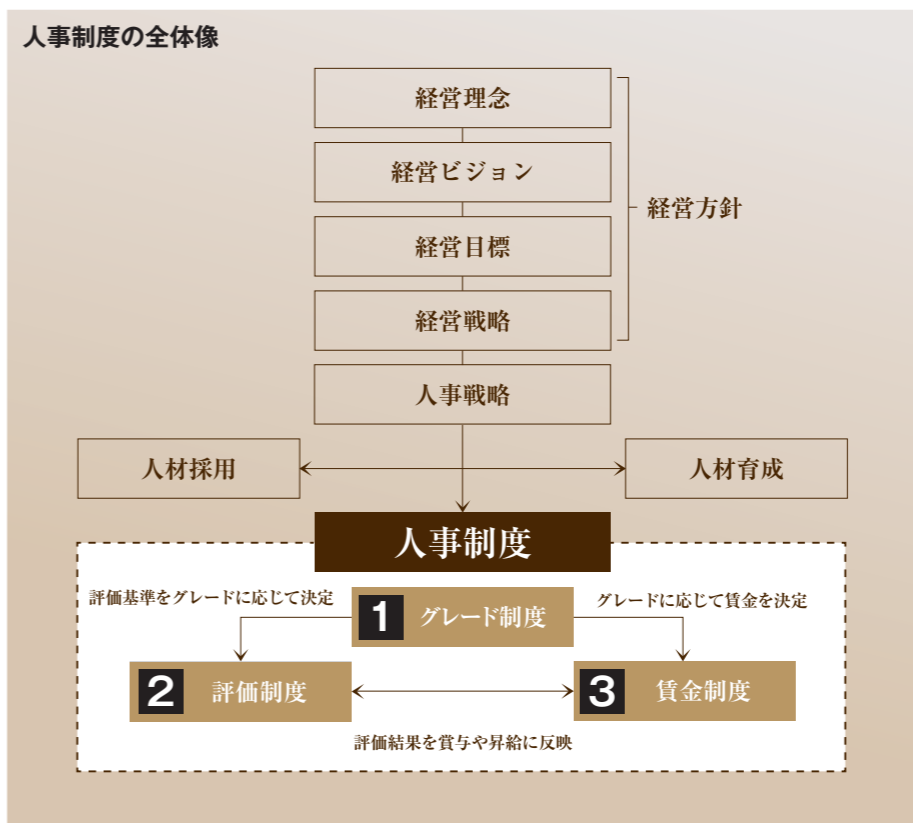 人事制度の全体像
経営理念
経営ビジョン
経営目標
経営戦略
経営方針
人事戦略
人材採用
人材育成
人事制度
評価基準をグレードに応じて決定
グレードに応じて賃金を決定
1 グレード制度
2 評価制度
3 賃金制度
評価結果を賞与や昇給に反映